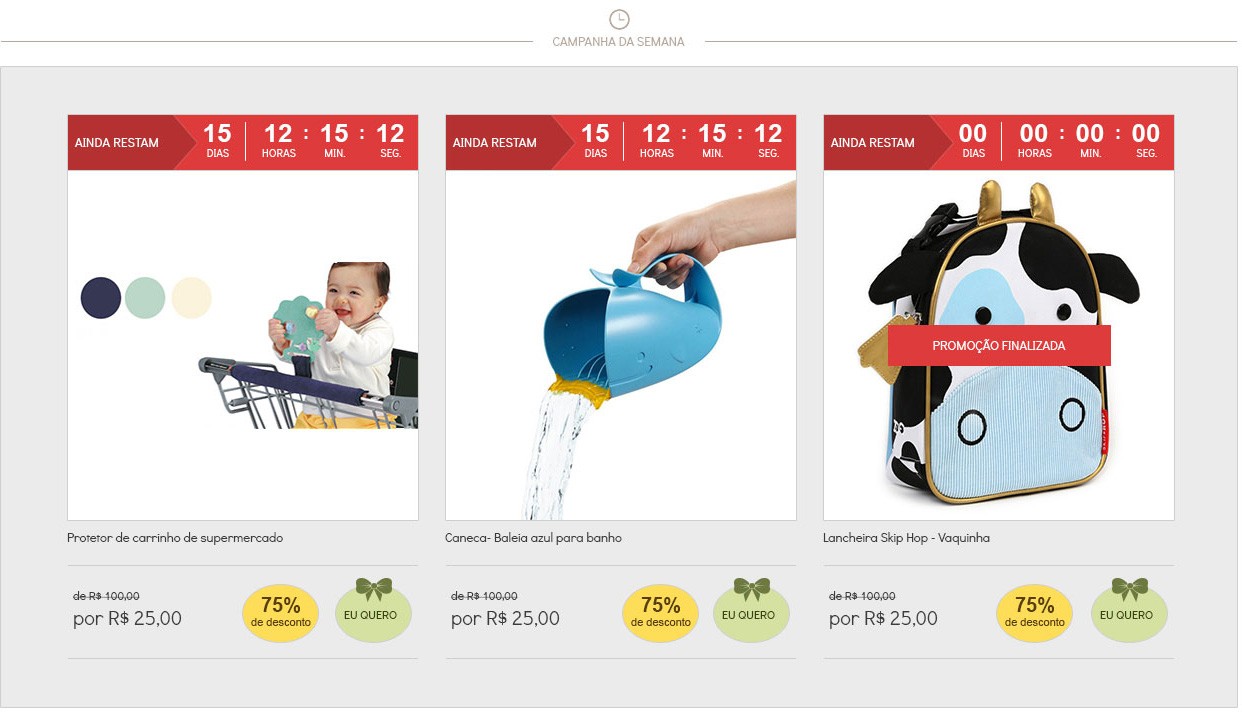 CAMPANHA DA SEMANA
AINDA RESTAM 15 12 : 15 : 12
DIAS HORAS MIN. SEG.
AINDA RESTAM 15 12 : 15 : 12
DIAS HORAS MIN. SEG.
AINDA RESTAM 00 00 : 00 : 00
DIAS HORAS MIN. SEG.
PROMOÇÃO FINALIZADA
Protetor de carrinho de supermercado
Caneca- Baleia azul para banho
Lancheira Skip Hop - Vaquinha
de R$ 100,00
por R$ 25,00
75%
de desconto
EU QUERO
de R$ 100,00
por R$ 25,00
75%
de desconto
EU QUERO
de R$ 100,00
por R$ 25,00
75%
de desconto
EU QUERO